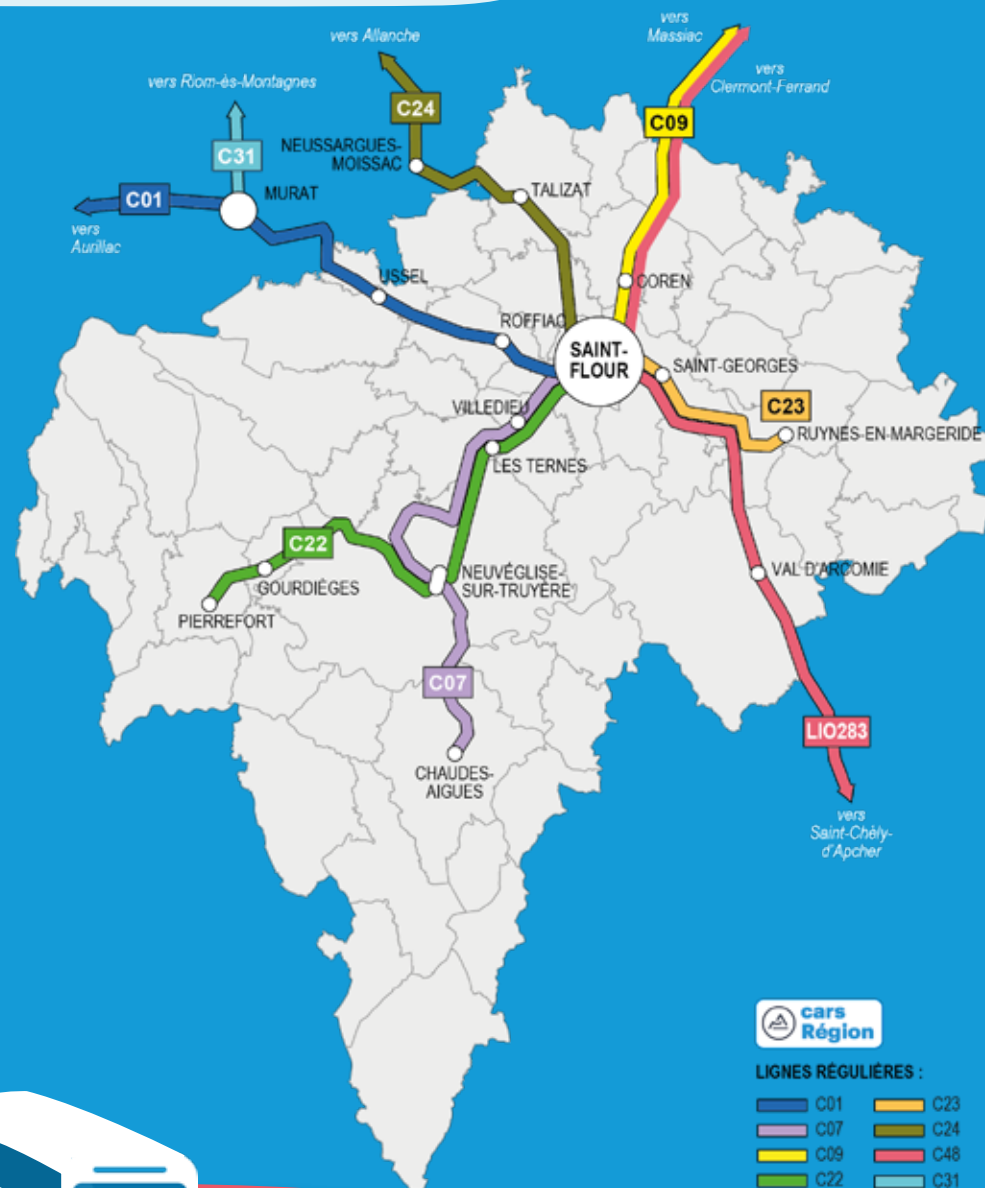 vers
Massiac
vers Allanche
vers
Clermont-Ferrand
vers Riom-ès-Montagnes
C24
C09
NEUSSARGUES-
MOISSAC
C31
TALIZAT
MURAT
C01
vers
Aurillac
USSEL
COREN
ROFFIAC
SAINT-
FLOUR
SAINT-GEORGES
C23
VILLEDIEU
RUYNES-EN-MARGERIDE
LES TERNES
C22
NEUVÉGLISE-
SUR-TRUYÈRE
GOURDIÉGES
VAL D'ARCOMIE
PIERREFORT
C07
LIO283
CHAUDES-
AIGUES
vers
Saint-Chély-
d'Apcher
cars
Région
LIGNES RÉGULIÈRES :
C01
C23
C07
C24
C09
C48
C22
C31